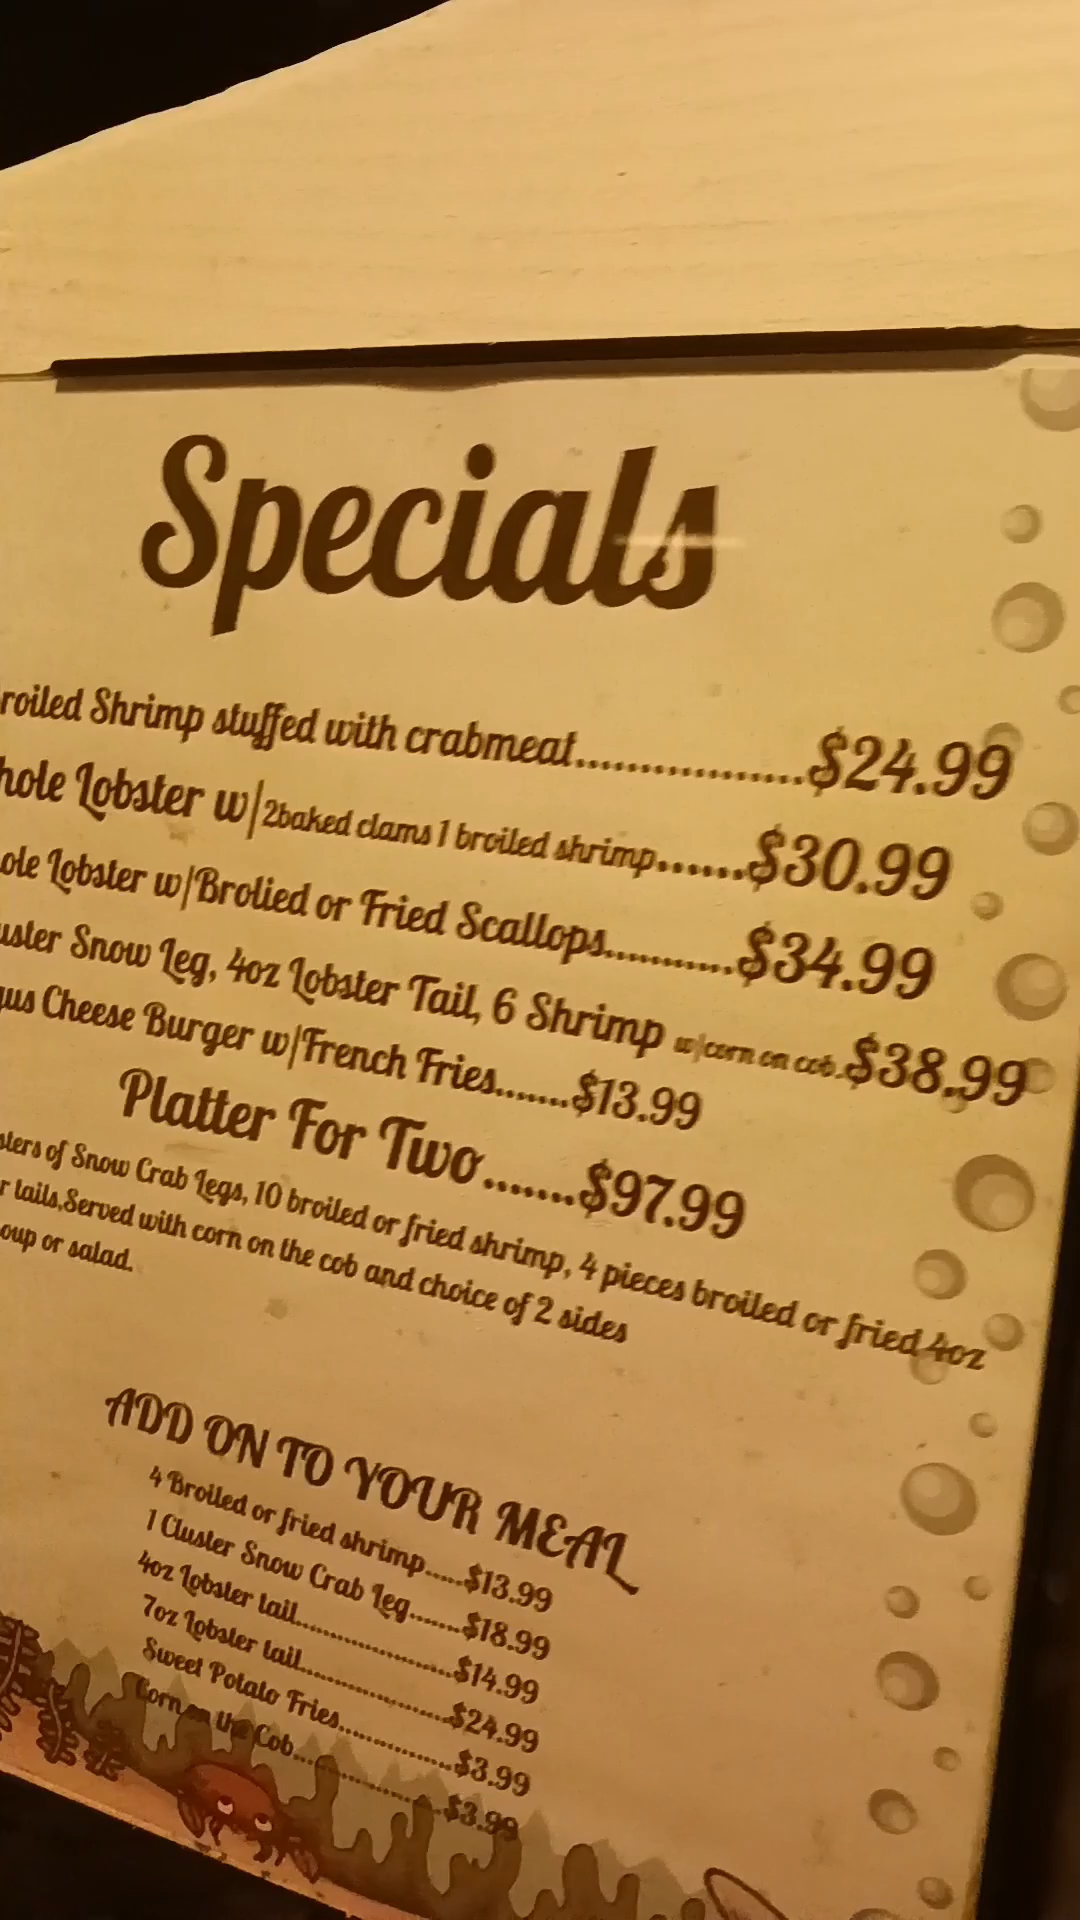 Specials
roiled Shrimp stuffed with crabmeat.................$24.99
hole Lobster w/2baked clams 1 broiled shrimp.......$30.99
ole Lobster w/Brolied or Fried Scallops...........$34.99
uster Snow Leg, 4oz Lobster Tail, 6 Shrimp w/corn on cob.$38.99
gus Cheese Burger w/French Fries.......$13.99
Platter For Two.......$97.99
sters of Snow Crab Legs, 10 broiled or fried shrimp, 4 pieces broiled or fried 4oz
r tails,Served with corn on the cob and choice of 2 sides
oup or salad.
ADD ON TO YOUR MEAL
4 Broiled or fried shrimp.....$13.99
1 Cluster Snow Crab Leg.......$18.99
4oz Lobster tail.....................$14.99
7oz Lobster tail....................$24.99
Sweet Potato Fries...............$3.99
Corn on the Cob....................$3.99